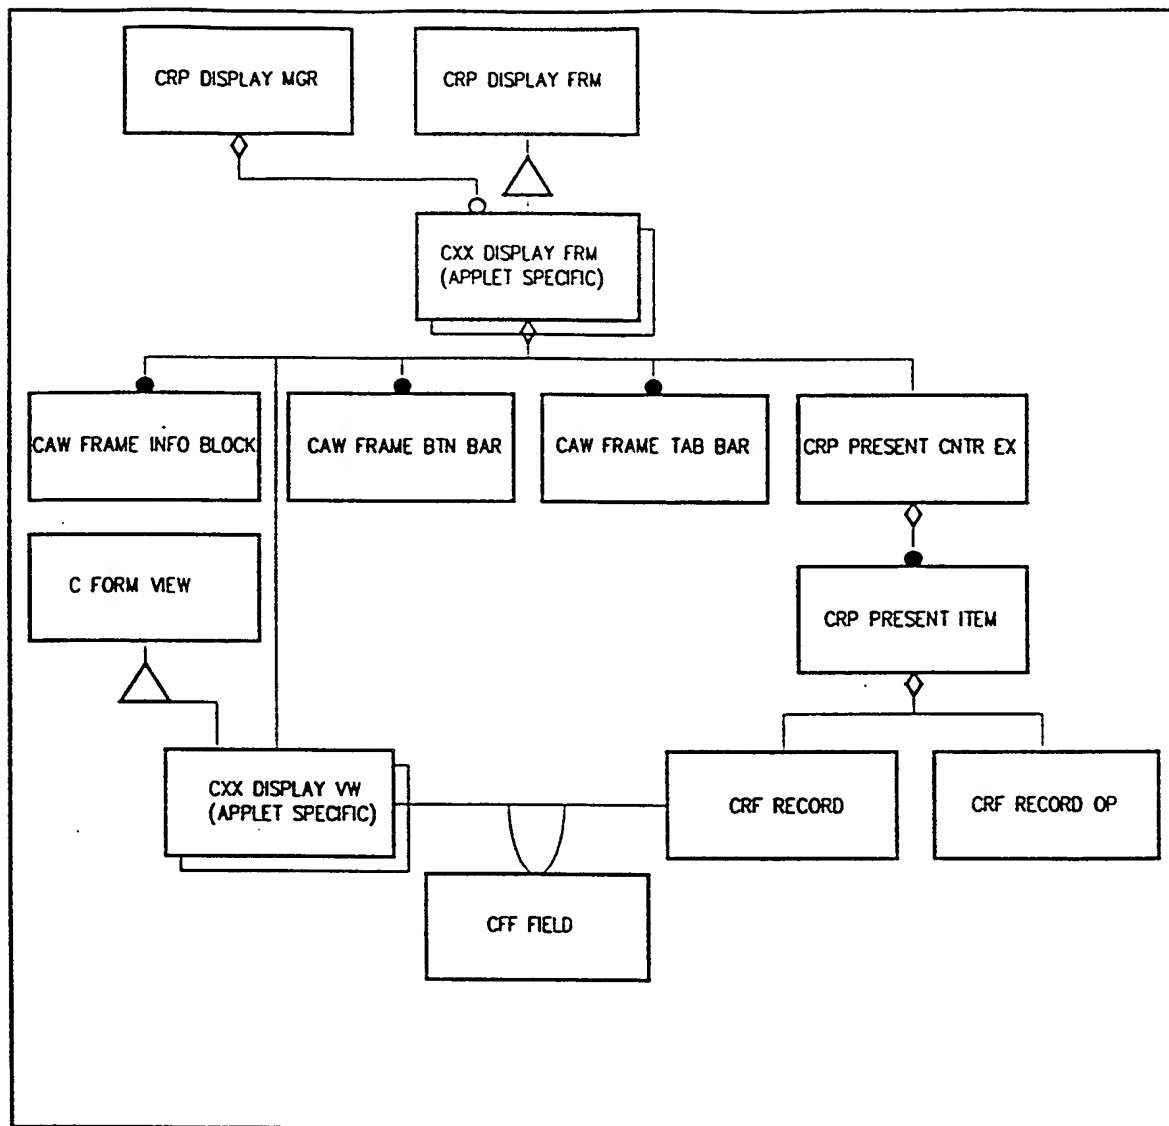 CRP DISPLAY MGR
CRP DISPLAY FRM
CXX DISPLAY FRM
(APPLET SPECIFIC)
CAW FRAME INFO BLOCK
CAW FRAME BTN BAR
CAW FRAME TAB BAR
CRP PRESENT CNTR EX
C FORM VIEW
CRP PRESENT ITEM
CXX DISPLAY VW
(APPLET SPECIFIC)
CRF RECORD
CRF RECORD OP
CFF FIELD